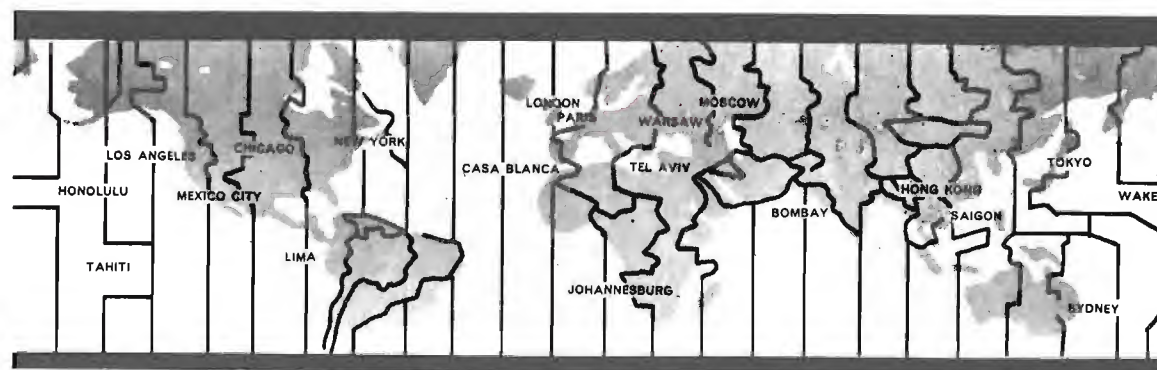 LONDON
PARIS
MOSCOW
WARSAW
LOS ANGELES
CHICAGO
NEW YORK
CASA BLANCA
TEL AVIV
TOKYO
HONOLULU
MEXICO CITY
HONG KONG
WAKE
BOMBAY
SAIGON
LIMA
TAHITI
JOHANNESBURG
SYDNEY